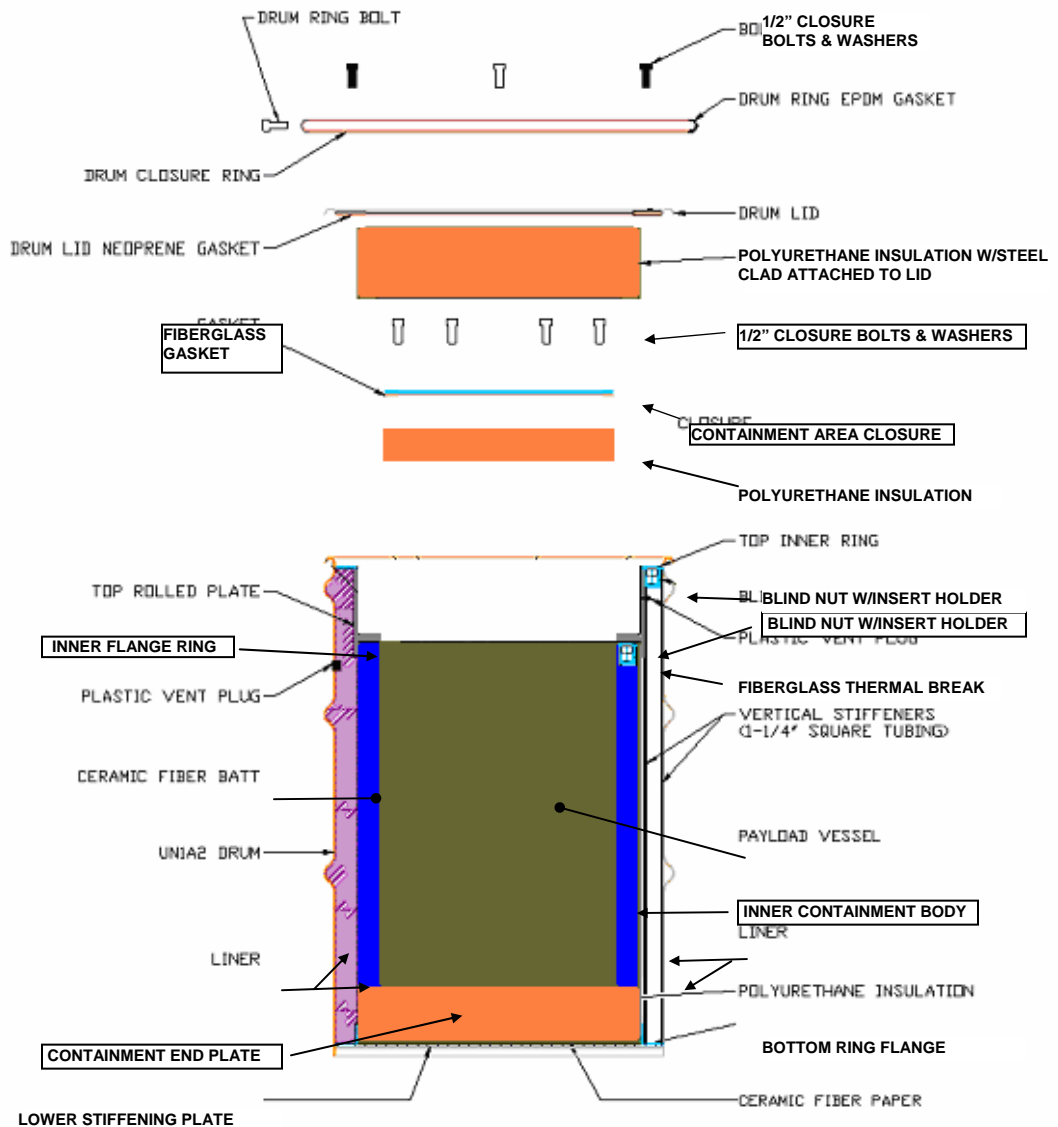 DRUM RING BOLT
1/2" CLOSURE
BOLTS & WASHERS
DRUM RING EPDM GASKET
DRUM CLOSURE RING
DRUM LID
DRUM LID NEOPRENE GASKET
POLYURETHANE INSULATION W/STEEL
CLAD ATTACHED TO LID
GASKET
FIBERGLASS
GASKET
1/2" CLOSURE BOLTS & WASHERS
CLOSURE
CONTAINMENT AREA CLOSURE
POLYURETHANE INSULATION
TOP INNER RING
TOP ROLLED PLATE
BLIND NUT W/INSERT HOLDER
BLIND NUT W/INSERT HOLDER
PLASTIC VENT PLUG
INNER FLANGE RING
PLASTIC VENT PLUG
FIBERGLASS THERMAL BREAK
VERTICAL STIFFENERS
(1-1/4" SQUARE TUBING)
CERAMIC FIBER BATT
PAYLOAD VESSEL
UN1A2 DRUM
INNER CONTAINMENT BODY
LINER
LINER
POLYURETHANE INSULATION
CONTAINMENT END PLATE
BOTTOM RING FLANGE
CERAMIC FIBER PAPER
LOWER STIFFENING PLATE